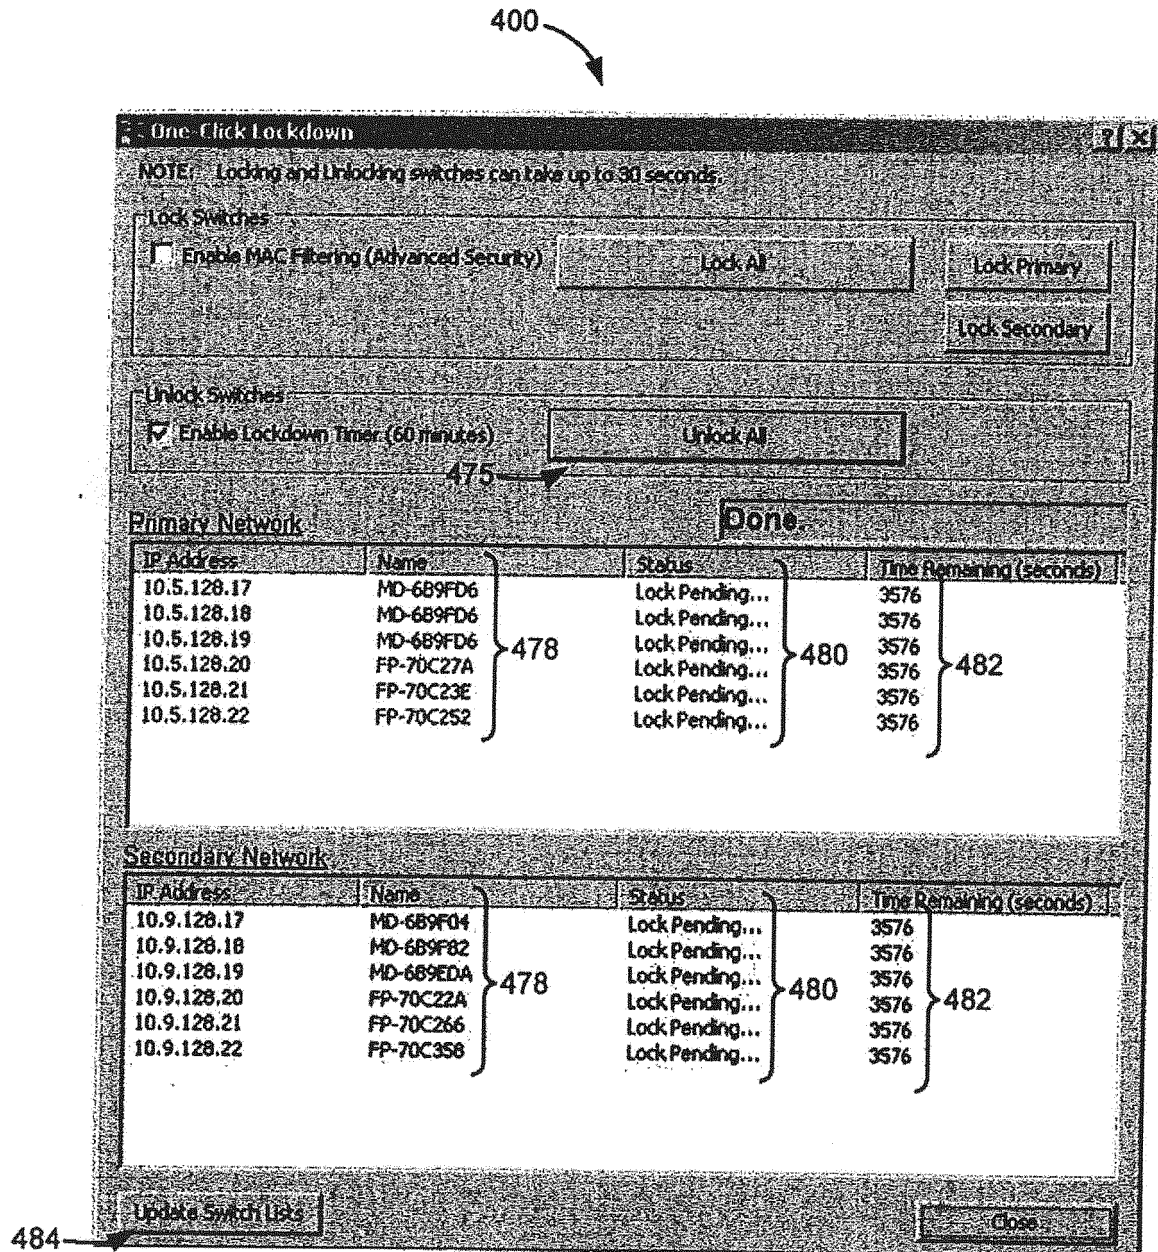 400
One-Click Lockdown
NOTE: Locking and Unlocking switches can take up to 30 seconds.
Lock Switches
Enable MAC Filtering (Advanced Security)
Lock All
Lock Primary
Lock Secondary
Unlock Switches
Enable Lockdown Timer (60 minutes)
Unlock All
475
Primary Network
Done.
IP Address Name Status Time Remaining (seconds)
10.5.128.17 MD-6B9FD6 Lock Pending... 3576
10.5.128.18 MD-6B9FD6 Lock Pending... 3576
10.5.128.19 MD-6B9FD6 Lock Pending... 3576
10.5.128.20 FP-70C27A Lock Pending... 3576
10.5.128.21 FP-70C23E Lock Pending... 3576
10.5.128.22 FP-70C252 Lock Pending... 3576
478 480 482
Secondary Network
IP Address Name Status Time Remaining (seconds)
10.9.128.17 MD-6B9F04 Lock Pending... 3576
10.9.128.18 MD-6B9F82 Lock Pending... 3576
10.9.128.19 MD-6B9EDA Lock Pending... 3576
10.9.128.20 FP-70C22A Lock Pending... 3576
10.9.128.21 FP-70C266 Lock Pending... 3576
10.9.128.22 FP-70C358 Lock Pending... 3576
478 480 482
Update Switch Lists
Close
484